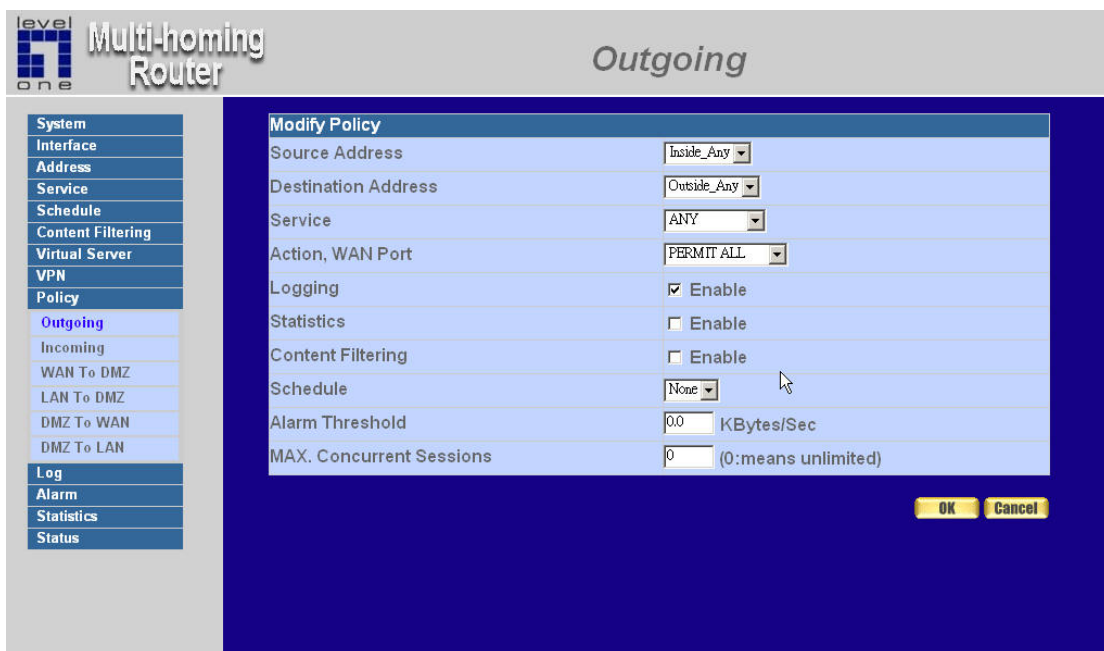 level
one
Multi-homing
Router
Outgoing
System
Interface
Address
Service
Schedule
Content Filtering
Virtual Server
VPN
Policy
Outgoing
Incoming
WAN To DMZ
LAN To DMZ
DMZ To WAN
DMZ To LAN
Log
Alarm
Statistics
Status
Modify Policy
Source Address Inside_Any
Destination Address Outside_Any
Service ANY
Action, WAN Port PERMIT ALL
Logging Enable
Statistics Enable
Content Filtering Enable
Schedule None
Alarm Threshold 0.0 KBytes/Sec
MAX. Concurrent Sessions 0 (0:means unlimited)
OK Cancel